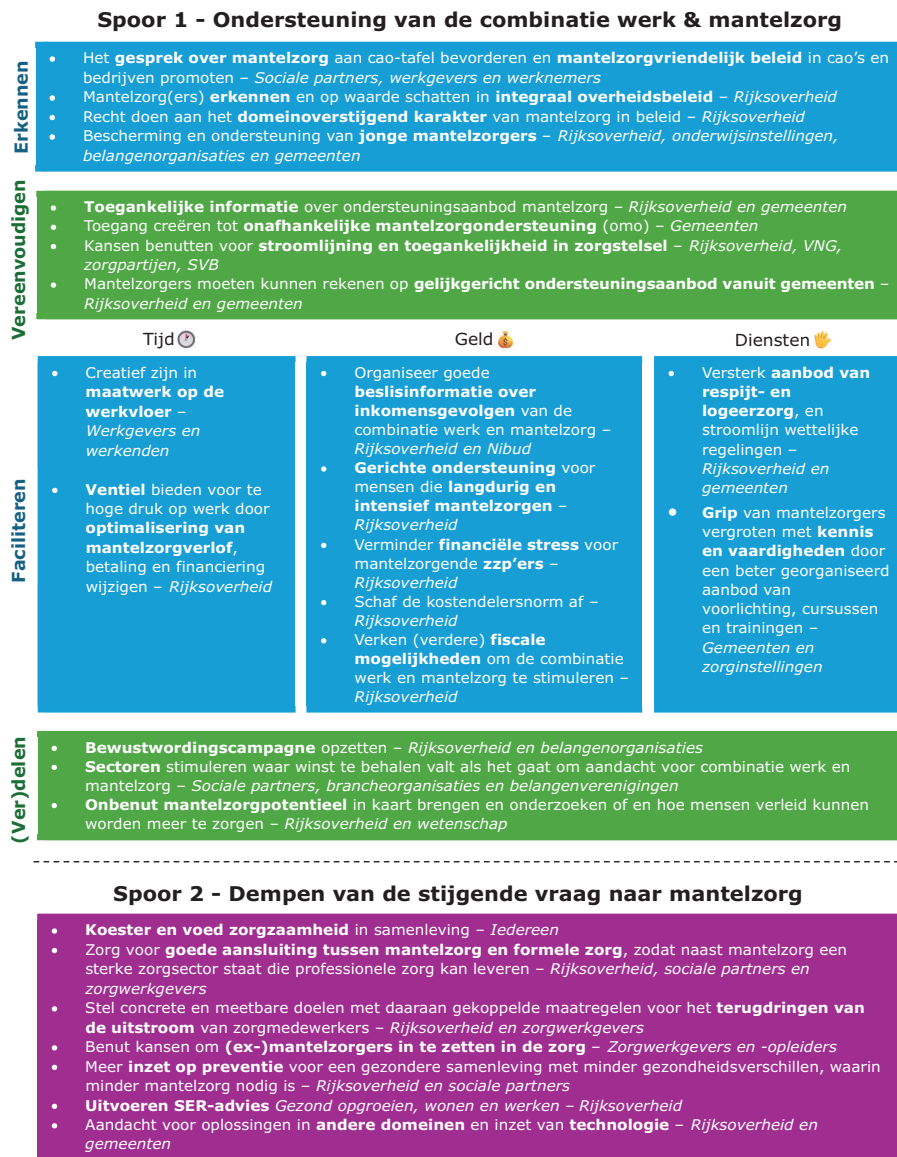 Spoor 1 - Ondersteuning van de combinatie werk & mantelzorg
Erkennen
• Het gesprek over mantelzorg aan cao-tafel bevorderen en mantelzorgvriendelijk beleid in cao's en
bedrijven promoten – Sociale partners, werkgevers en werknemers
• Mantelzorg(ers) erkennen en op waarde schatten in integraal overheidsbeleid – Rijksoverheid
• Recht doen aan het domeinoverstijgend karakter van mantelzorg in beleid – Rijksoverheid
• Bescherming en ondersteuning van jonge mantelzorgers – Rijksoverheid, onderwijsinstellingen,
belangenorganisaties en gemeenten
Vereenvoudigen
• Toegankelijke informatie over ondersteuningsaanbod mantelzorg – Rijksoverheid en gemeenten
• Toegang creëren tot onafhankelijke mantelzorgondersteuning (omo) – Gemeenten
• Kansen benutten voor stroomlijning en toegankelijkheid in zorgstelsel – Rijksoverheid, VNG,
zorgpartijen, SVB
• Mantelzorgers moeten kunnen rekenen op gelijkgericht ondersteuningsaanbod vanuit gemeenten –
Rijksoverheid en gemeenten
Faciliteren
Tijd
• Creatief zijn in
maatwerk op de
werkvloer –
Werkgevers en
werkenden
• Ventiel bieden voor te
hoge druk op werk door
optimalisering van
mantelzorgverlof,
betaling en financiering
wijzigen – Rijksoverheid
Geld
• Organiseer goede
beslisinformatie over
inkomensgevolgen van de
combinatie werk en mantelzorg –
Rijksoverheid en Nibud
• Gerichte ondersteuning voor
mensen die langdurig en
intensief mantelzorgen –
Rijksoverheid
• Verminder financiële stress voor
mantelzorgende zzp'ers –
Rijksoverheid
• Schaf de kostendelersnorm af –
Rijksoverheid
• Verken (verdere) fiscale
mogelijkheden om de combinatie
werk en mantelzorg te stimuleren –
Rijksoverheid
Diensten
• Versterk aanbod van
respijt- en
logeerzorg, en
stroomlijn wettelijke
regelingen –
Rijksoverheid en
gemeenten
• Grip van mantelzorgers
vergroten met kennis
en vaardigheden door
een beter georganiseerd
aanbod van
voorlichting, cursussen
en trainingen –
Gemeenten en
zorginstellingen
(Ver)delen
• Bewustwordingscampagne opzetten – Rijksoverheid en belangenorganisaties
• Sectoren stimuleren waar winst te behalen valt als het gaat om aandacht voor combinatie werk en
mantelzorg – Sociale partners, brancheorganisaties en belangenverenigingen
• Onbenut mantelzorgpotentieel in kaart brengen en onderzoeken of en hoe mensen verleid kunnen
worden meer te zorgen – Rijksoverheid en wetenschap
Spoor 2 - Dempen van de stijgende vraag naar mantelzorg
• Koester en voed zorgzaamheid in samenleving – Iedereen
• Zorg voor goede aansluiting tussen mantelzorg en formele zorg, zodat naast mantelzorg een
sterke zorgsector staat die professionele zorg kan leveren – Rijksoverheid, sociale partners en
zorgwerkgevers
• Stel concrete en meetbare doelen met daaraan gekoppelde maatregelen voor het terugdringen van
de uitstroom van zorgmedewerkers – Rijksoverheid en zorgwerkgevers
• Benut kansen om (ex-)mantelzorgers in te zetten in de zorg – Zorgwerkgevers en -opleiders
• Meer inzet op preventie voor een gezondere samenleving met minder gezondheidsverschillen, waarin
minder mantelzorg nodig is – Rijksoverheid en sociale partners
• Uitvoeren SER-advies Gezond opgroeien, wonen en werken – Rijksoverheid
• Aandacht voor oplossingen in andere domeinen en inzet van technologie – Rijksoverheid en
gemeenten